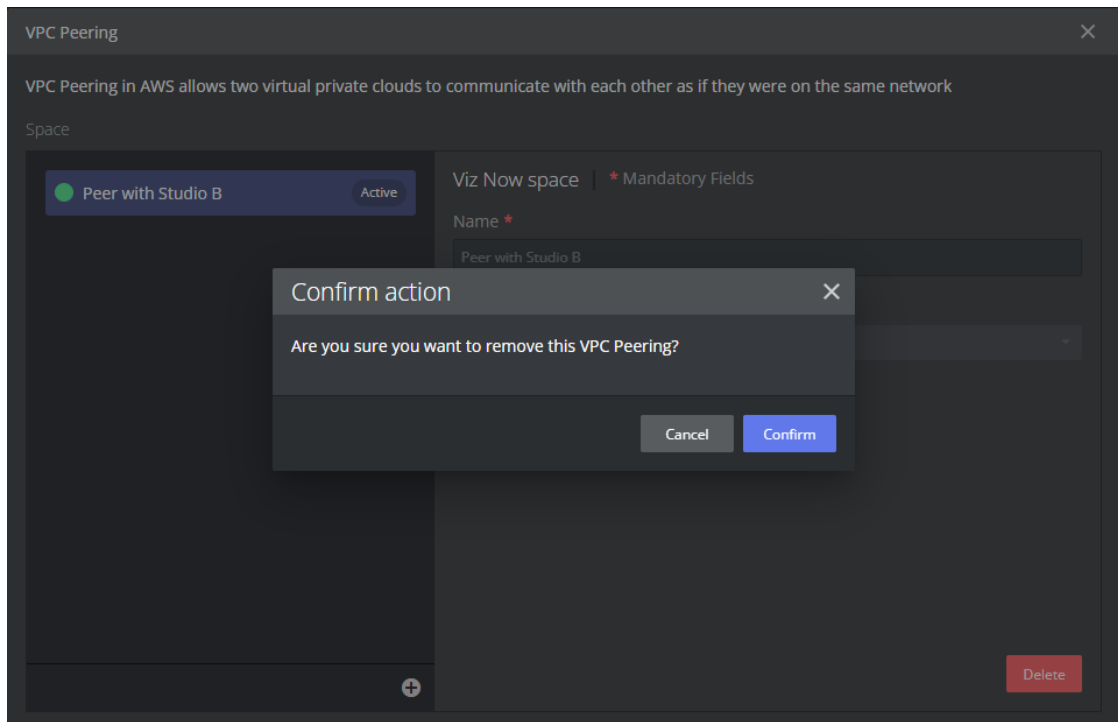 VPC Peering
VPC Peering in AWS allows two virtual private clouds to communicate with each other as if they were on the same network
Space
Peer with Studio B
Active
Viz Now space | * Mandatory Fields
Name *
Peer with Studio B
Confirm action
Are you sure you want to remove this VPC Peering?
Cancel
Confirm
Delete